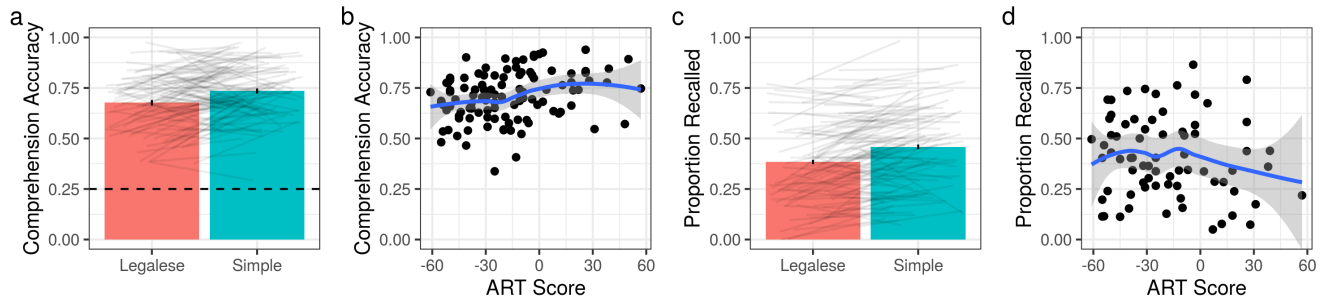 a
Comprehension Accuracy
1.00
0.75
0.50
0.25
0.00
Legalese Simple
b
Comprehension Accuracy
1.00
0.75
0.50
0.25
0.00
-60 -30 0 30 60
ART Score
c
Proportion Recalled
1.00
0.75
0.50
0.25
0.00
Legalese Simple
d
Proportion Recalled
1.00
0.75
0.50
0.25
0.00
-60 -30 0 30 60
ART Score